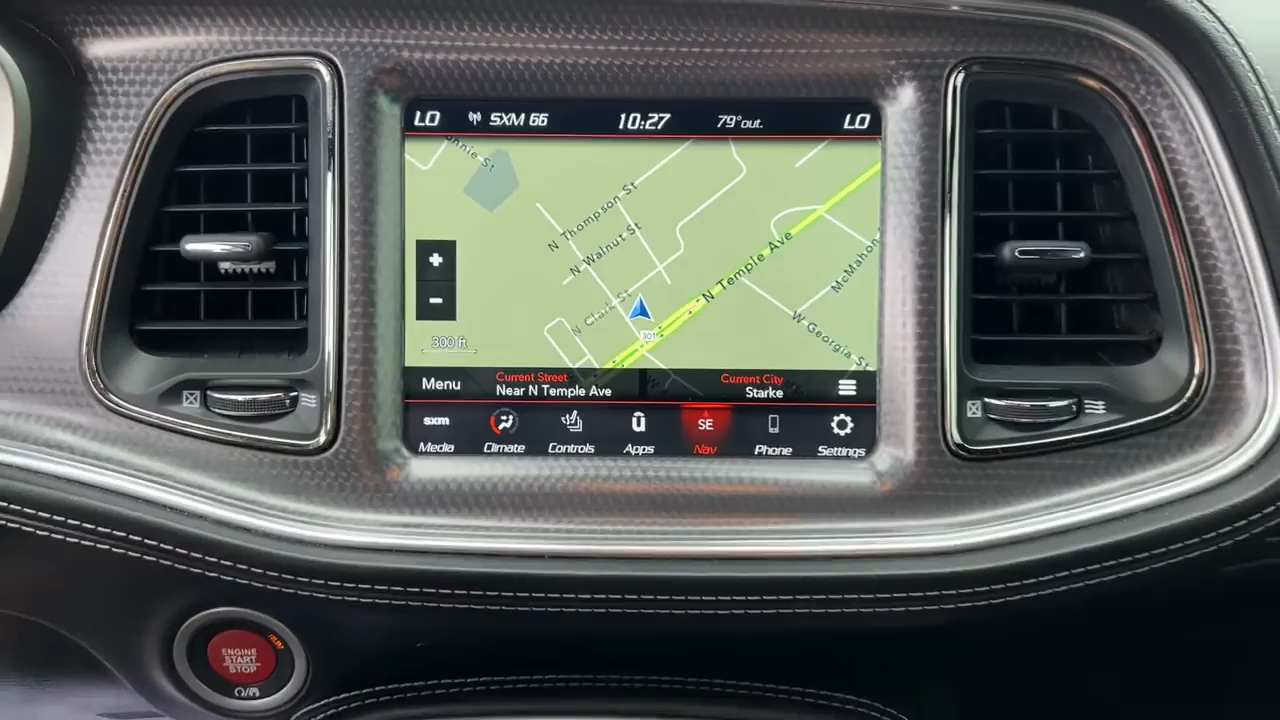 LO SXM 66 10:27 79°out. LO
onnie St
N Thompson St
N Walnut St
N Temple Ave
McMahon
N Clark St
W Georgia St
301
+
-
300 ft
Menu
Current Street
Near N Temple Ave
Current City
Starke
sxm SE
Media Climate Controls Apps Nav Phone Settings
ENGINE
START
STOP